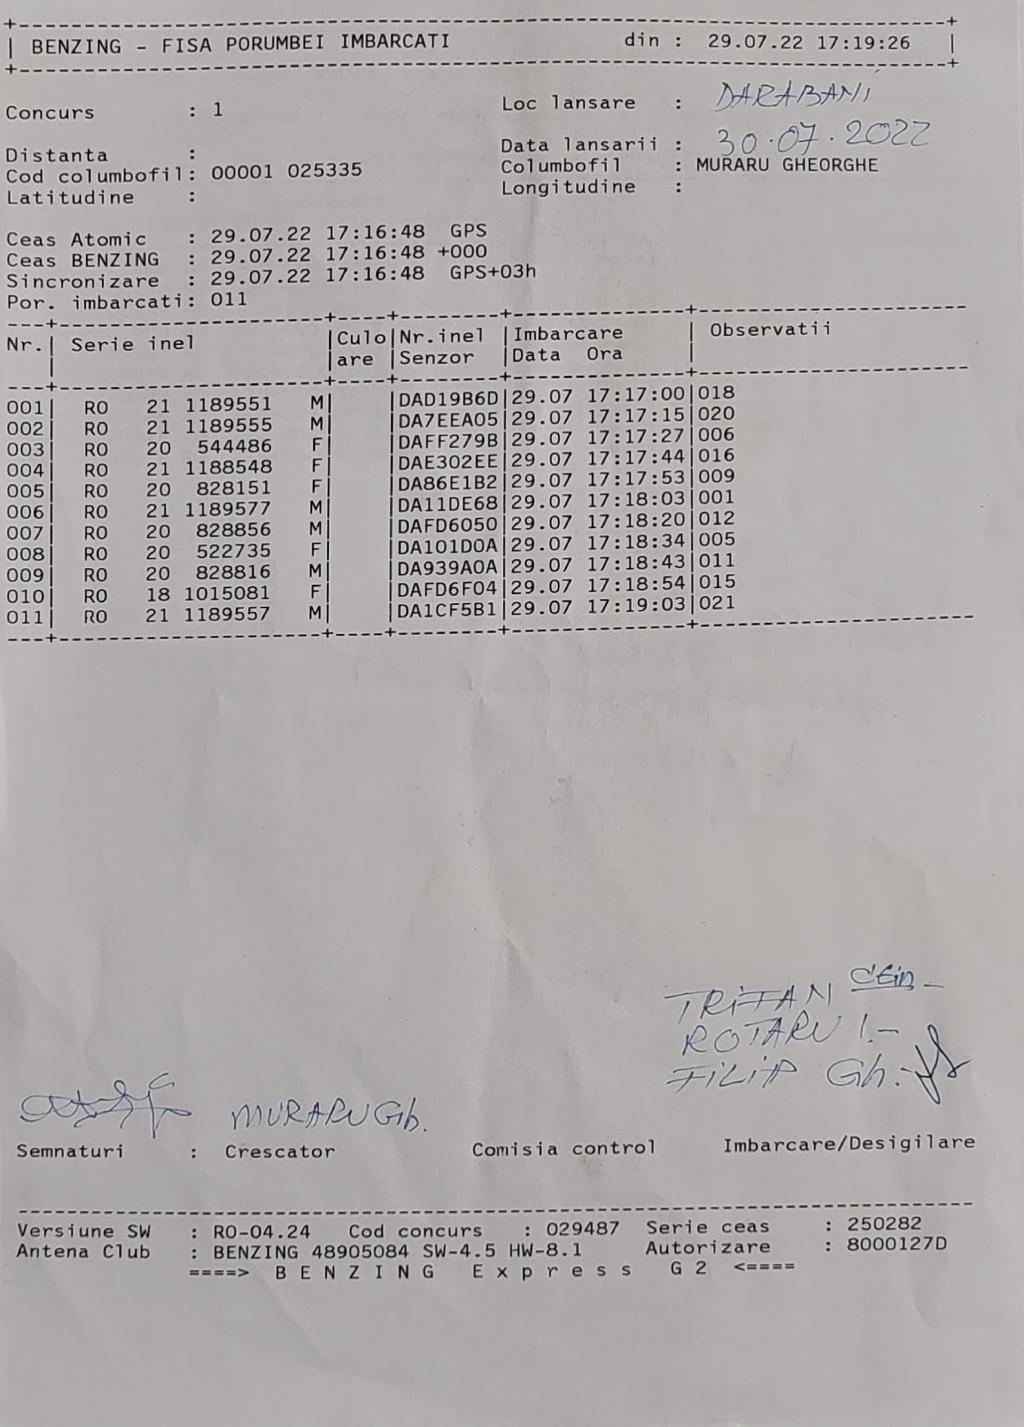 +--------------------------------------------------------------------------+
| BENZING - FISA PORUMBEI IMBARCATI din : 29.07.22 17:19:26 |
+--------------------------------------------------------------------------+
Concurs : 1 Loc lansare : DARABANI
Data lansarii : 30.07.2022
Distanta : Columbofil : MURARU GHEORGHE
Cod columbofil: 00001 025335 Longitudine :
Latitudine :
Ceas Atomic : 29.07.22 17:16:48 GPS
Ceas BENZING : 29.07.22 17:16:48 +000
Sincronizare : 29.07.22 17:16:48 GPS+03h
Por. imbarcati: 011
---+---------------------+----+--------+--------------+----------------------
Nr.| Serie inel |Culo|Nr.inel |Imbarcare | Observatii
| |are |Senzor |Data Ora |
---+---------------------+----+--------+--------------+----------------------
001| RO 21 1189551 M| |DAD19B6D|29.07 17:17:00|018
002| RO 21 1189555 M| |DA7EEA05|29.07 17:17:15|020
003| RO 20 544486 F| |DAFF279B|29.07 17:17:27|006
004| RO 21 1188548 F| |DAE302EE|29.07 17:17:44|016
005| RO 20 828151 F| |DA86E1B2|29.07 17:17:53|009
006| RO 21 1189577 M| |DA11DE68|29.07 17:18:03|001
007| RO 20 828856 M| |DAFD6050|29.07 17:18:20|012
008| RO 20 522735 F| |DA101D0A|29.07 17:18:34|005
009| RO 20 828816 M| |DA939A0A|29.07 17:18:43|011
010| RO 18 1015081 F| |DAFD6F04|29.07 17:18:54|015
011| RO 21 1189557 M| |DA1CF5B1|29.07 17:19:03|021
---+---------------------+----+--------+--------------+----------------------
TRIFAN
ROTARU I.-
FILIP Gh.-
MURARU Gh.
Semnaturi : Crescator Comisia control Imbarcare/Desigilare
-----------------------------------------------------------------------------
Versiune SW : RO-04.24 Cod concurs : 029487 Serie ceas : 250282
Antena Club : BENZING 48905084 SW-4.5 HW-8.1 Autorizare : 8000127D
====> B E N Z I N G E x p r e s s G 2 <====